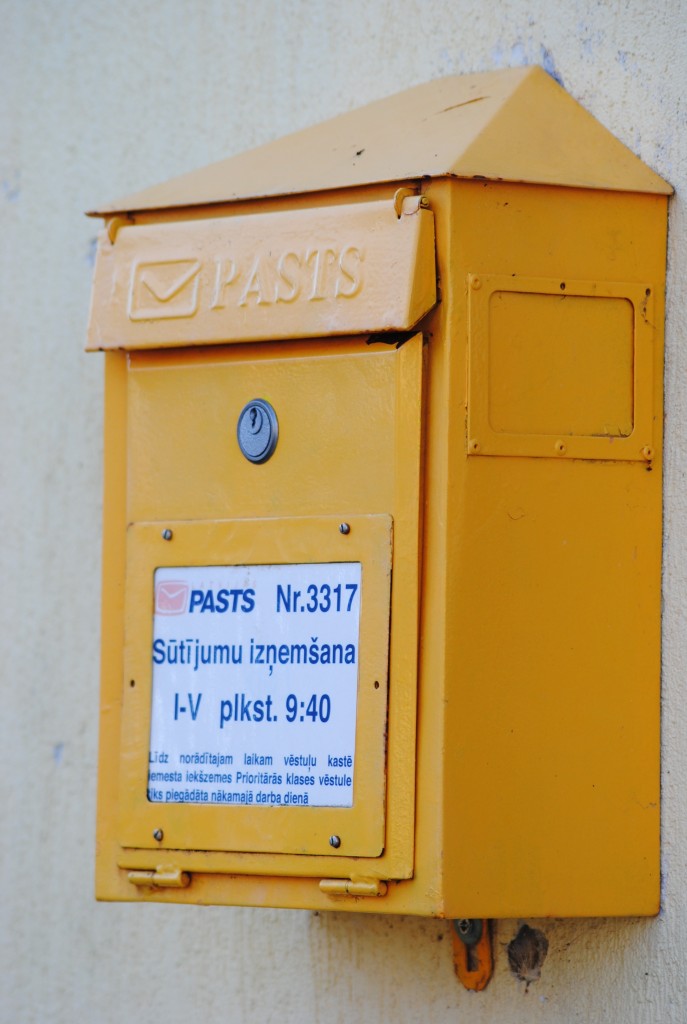 PASTS
PASTS Nr.3317
Sūtījumu izņemšana
I-V plkst. 9:40
Līdz norādītajam laikam vēstuļu kastē
iemesta iekšzemes Prioritārās klases vēstule
tiks piegādāta nākamajā darba dienā